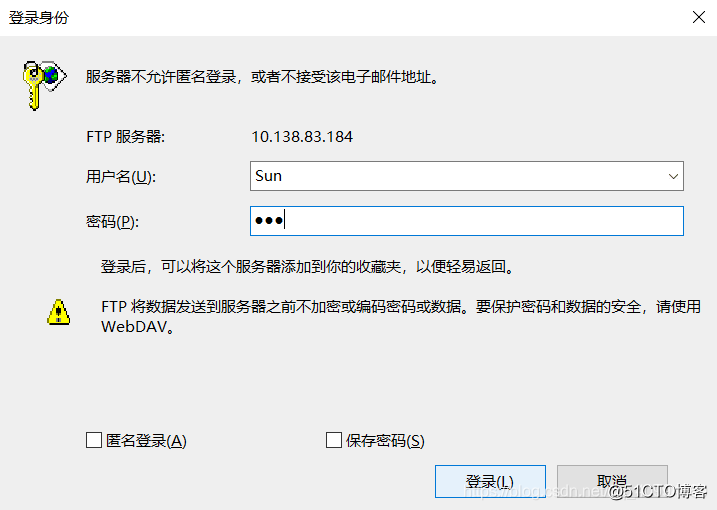 登录身份
服务器不允许匿名登录，或者不接受该电子邮件地址。
FTP 服务器: 10.138.83.184
用户名(U): Sun
密码(P): ●●●
登录后，可以将这个服务器添加到你的收藏夹，以便轻易返回。
FTP 将数据发送到服务器之前不加密或编码密码或数据。要保护密码和数据的安全，请使用
WebDAV。
匿名登录(A) 保存密码(S)
登录(L) 取消
https://blog.csdn.net @51CTO博客